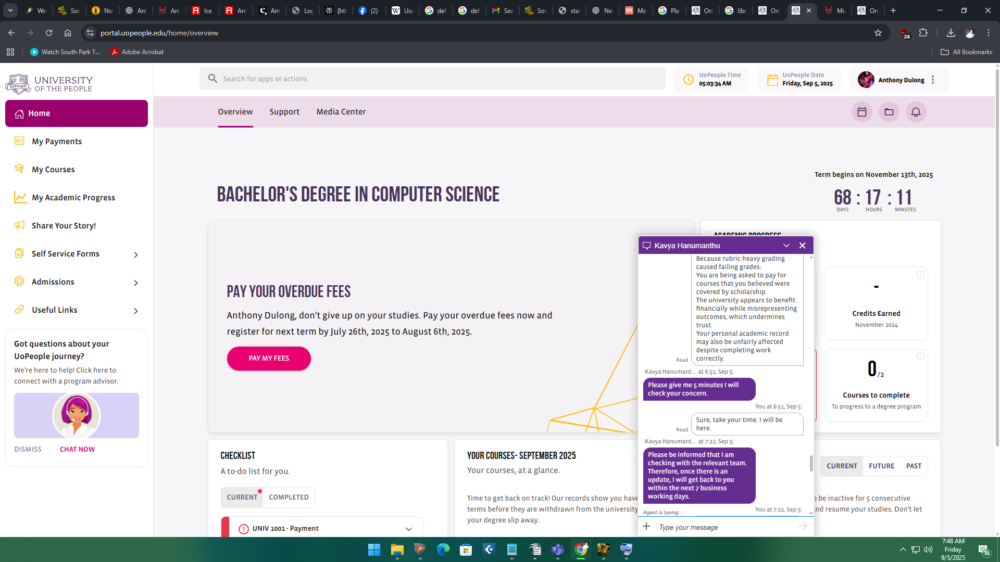 Wo
Sou
No
Ant
Arc
Ice
Arc
Ant
Log
[ht
(2)
Use
def
Sea
Sou
stal
Nev
Ma
Pla
On
libr
On
Mi
On
portal.uopeople.edu/home/overview
24
Watch South Park T...
Adobe Acrobat
All Bookmarks
UoPeople
UNIVERSITY
OF THE PEOPLE
Search for apps or actions
UoPeople Time
05:03:34 AM
UoPeople Date
Friday, Sep 5, 2025
Anthony Dulong
Home
My Payments
My Courses
My Academic Progress
Share Your Story!
Self Service Forms
Admissions
Useful Links
Got questions about your
UoPeople journey?
We're here to help! Click here to
connect with a program advisor.
DISMISS
CHAT NOW
Overview
Support
Media Center
Term begins on November 13th, 2025
BACHELOR'S DEGREE IN COMPUTER SCIENCE
68 : 17 : 11
DAYS HOURS MINUTES
PAY YOUR OVERDUE FEES
Anthony Dulong, don't give up on your studies. Pay your overdue fees now and
register for next term by July 26th, 2025 to August 6th, 2025.
PAY MY FEES
ACADEMIC PROGRESS
-
Credits Earned
November 2024
0/2
Courses to complete
To progress to a degree program
Kavya Hanumanthu
Because rubric-heavy grading
caused failing grades:
You are being asked to pay for
courses that you believed were
covered by scholarship.
The university appears to benefit
financially while misrepresenting
outcomes, which undermines
trust.
Your personal academic record
may also be unfairly affected
despite completing work
correctly.
Read
Kavya Hanumant... at 6:51, Sep 5:
Please give me 5 minutes I will
check your concern.
You at 6:51, Sep 5:
Sure, take your time. I will be
here.
Read
Kavya Hanumant... at 7:22, Sep 5:
Please be informed that I am
checking with the relevant team.
Therefore, once there is an
update, I will get back to you
within the next 7 business
working days.
You at 7:22, Sep 5:
Agent is typing...
Type your message
CHECKLIST
A to-do list for you.
CURRENT
COMPLETED
UNIV 1001 - Payment
YOUR COURSES- SEPTEMBER 2025
Your courses, at a glance.
CURRENT
FUTURE
PAST
Time to get back on track! Our records show you have
o be inactive for 5 consecutive
terms before they are withdrawn from the university
nd resume your studies. Don't let
your degree slip away.
7:48 AM
Friday
9/5/2025
16